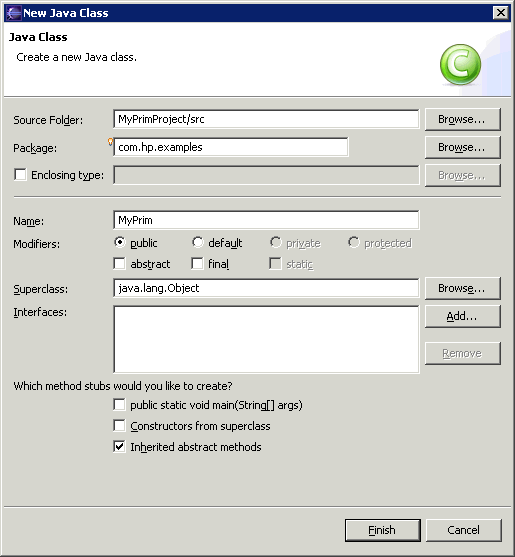 New Java Class
Java Class
Create a new Java class.
C
Source Folder: MyPrimProject/src Browse...
Package: com.hp.examples Browse...
Enclosing type: Browse...
Name: MyPrim
Modifiers: public default private protected
abstract final static
Superclass: java.lang.Object Browse...
Interfaces: Add...
Remove
Which method stubs would you like to create?
public static void main(String[] args)
Constructors from superclass
Inherited abstract methods
Finish Cancel